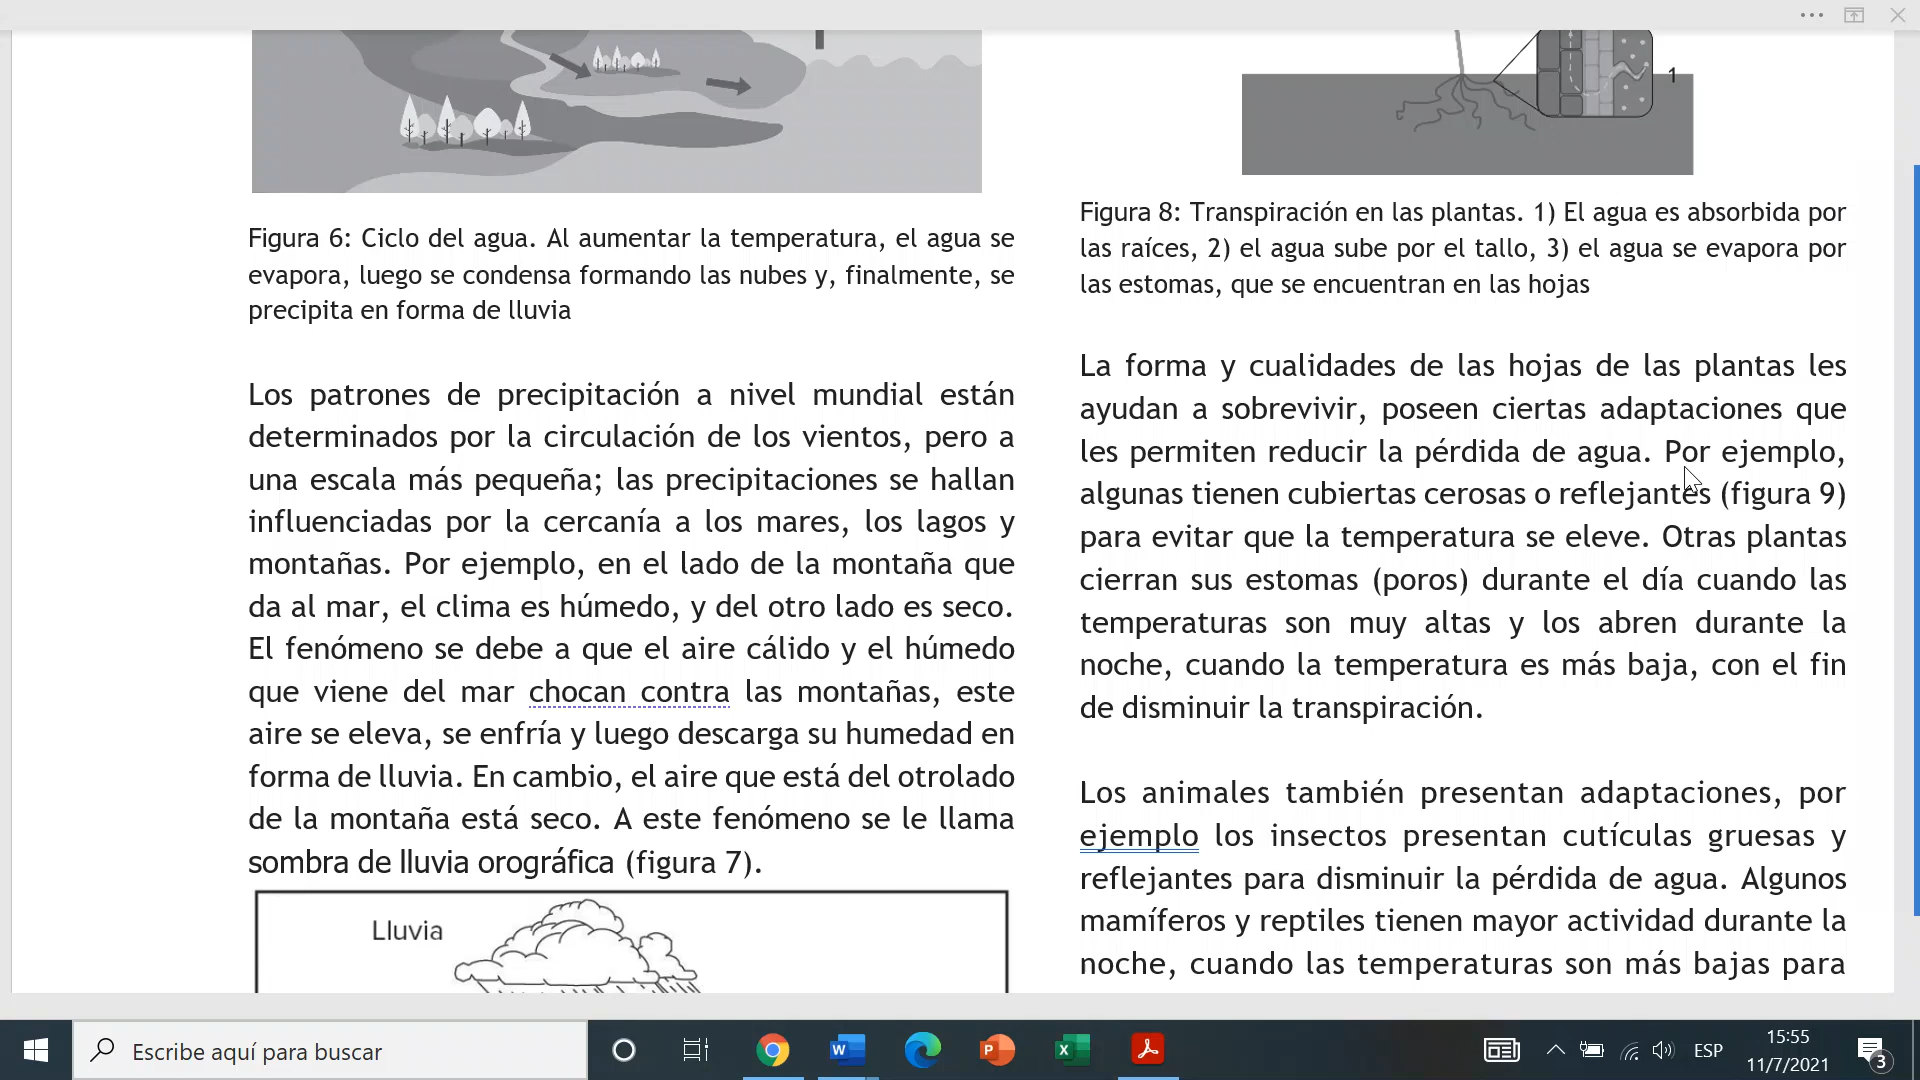 Figura 6: Ciclo del agua. Al aumentar la temperatura, el agua se
evapora, luego se condensa formando las nubes y, finalmente, se
precipita en forma de lluvia
Los patrones de precipitación a nivel mundial están
determinados por la circulación de los vientos, pero a
una escala más pequeña; las precipitaciones se hallan
influenciadas por la cercanía a los mares, los lagos y
montañas. Por ejemplo, en el lado de la montaña que
da al mar, el clima es húmedo, y del otro lado es seco.
El fenómeno se debe a que el aire cálido y el húmedo
que viene del mar chocan contra las montañas, este
aire se eleva, se enfría y luego descarga su humedad en
forma de lluvia. En cambio, el aire que está del otrolado
de la montaña está seco. A este fenómeno se le llama
sombra de lluvia orográfica (figura 7).
Lluvia
1
Figura 8: Transpiración en las plantas. 1) El agua es absorbida por
las raíces, 2) el agua sube por el tallo, 3) el agua se evapora por
las estomas, que se encuentran en las hojas
La forma y cualidades de las hojas de las plantas les
ayudan a sobrevivir, poseen ciertas adaptaciones que
les permiten reducir la pérdida de agua. Por ejemplo,
algunas tienen cubiertas cerosas o reflejantes (figura 9)
para evitar que la temperatura se eleve. Otras plantas
cierran sus estomas (poros) durante el día cuando las
temperaturas son muy altas y los abren durante la
noche, cuando la temperatura es más baja, con el fin
de disminuir la transpiración.
Los animales también presentan adaptaciones, por
ejemplo los insectos presentan cutículas gruesas y
reflejantes para disminuir la pérdida de agua. Algunos
mamíferos y reptiles tienen mayor actividad durante la
noche, cuando las temperaturas son más bajas para
Escribe aquí para buscar
W
P
X
ESP
15:55
11/7/2021
3